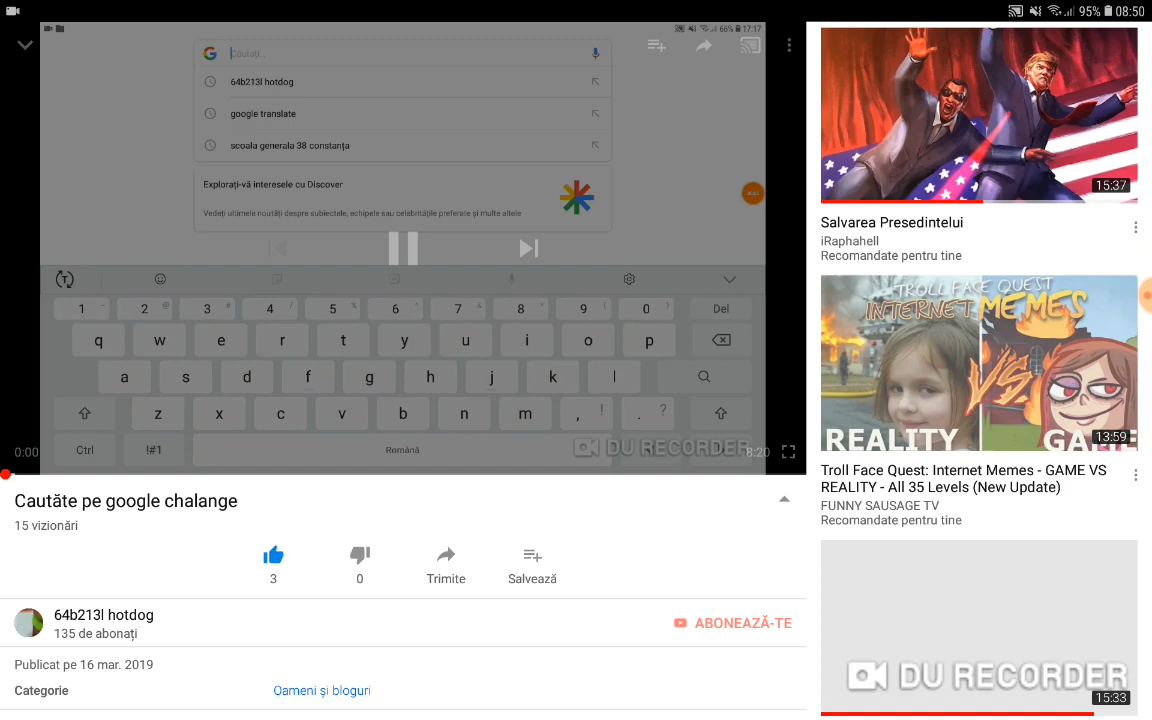 95% 08:50
66% 17:17
Căutați...
64b213l hotdog
google translate
scoala generala 38 constanța
Explorați-vă interesele cu Discover
Vedeți ultimele noutăți despre subiectele, echipele sau celebritățile preferate și multe altele
1 2 3 4 5 6 7 8 9 0 Del
q w e r t y u i o p
a s d f g h j k l
z x c v b n m , ! . ?
Ctrl !#1 Română
DU RECORDER
0:00 8:20
Cautăte pe google chalange
15 vizionări
3 0 Trimite Salvează
64b213l hotdog
135 de abonați
ABONEAZĂ-TE
Publicat pe 16 mar. 2019
Categorie Oameni și bloguri
15:37
Salvarea Presedintelui
iRaphahell
Recomandate pentru tine
TROLL FACE QUEST
INTERNET MEMES
VS
REALITY GAME
13:59
Troll Face Quest: Internet Memes - GAME VS
REALITY - All 35 Levels (New Update)
FUNNY SAUSAGE TV
Recomandate pentru tine
DU RECORDER
15:33